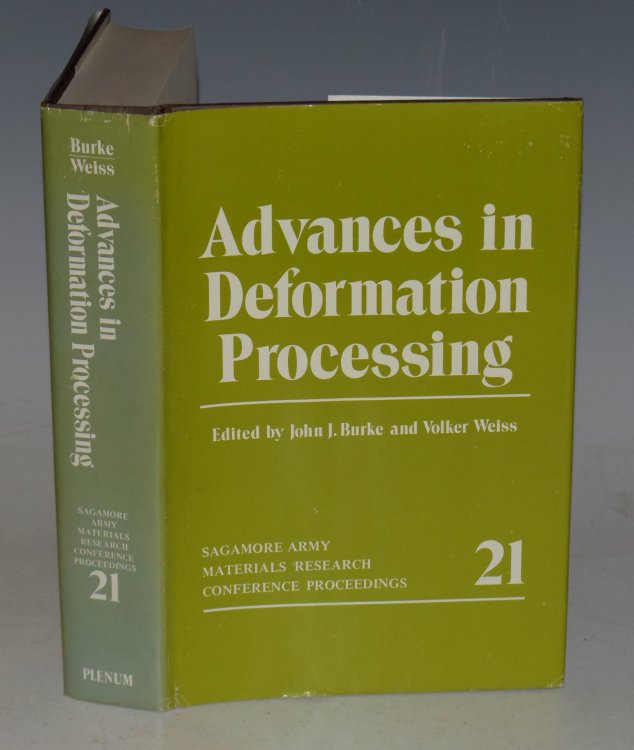 Burke
Weiss
Advances in
Deformation Processing
SAGAMORE
ARMY
MATERIALS
RESEARCH
CONFERENCE
PROCEEDINGS
21
PLENUM
Advances in
Deformation
Processing
Edited by John J. Burke and Volker Weiss
SAGAMORE ARMY
MATERIALS RESEARCH
CONFERENCE PROCEEDINGS
21